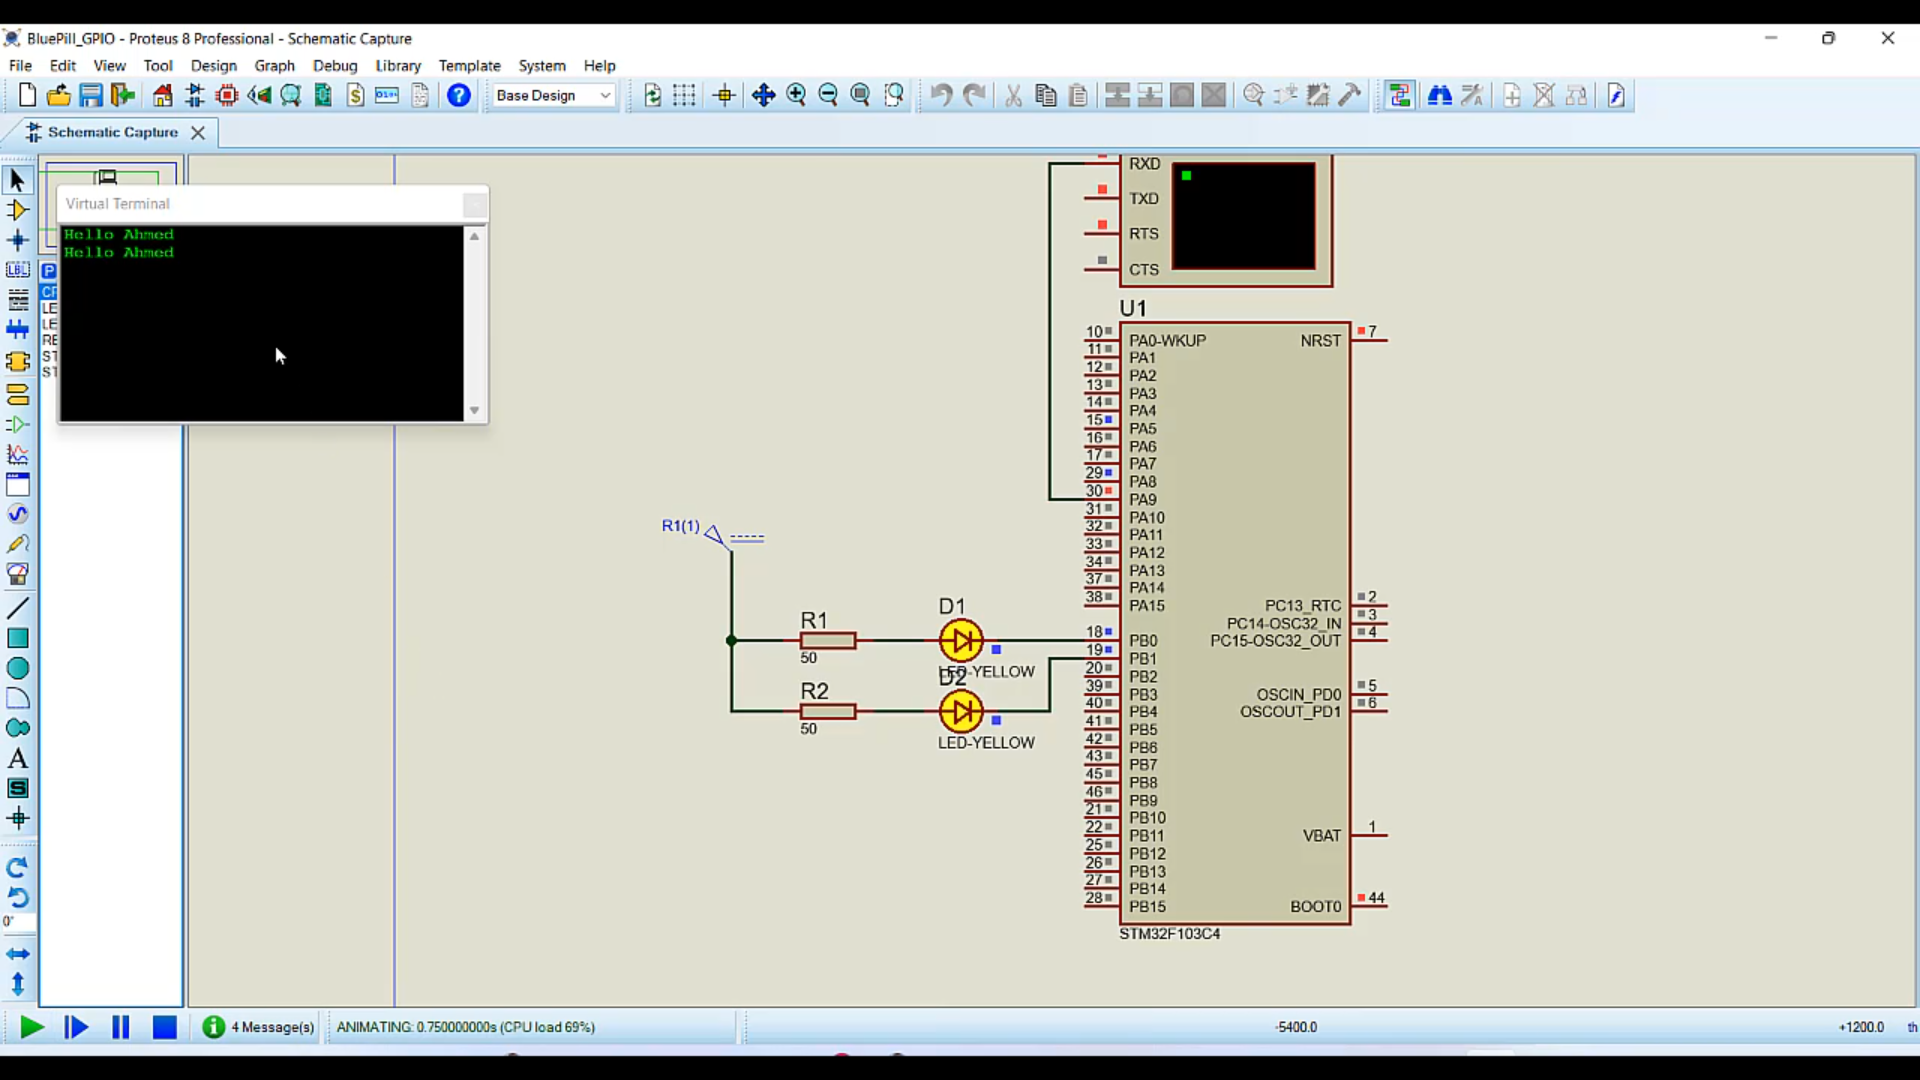 BluePill_GPIO - Proteus 8 Professional - Schematic Capture
File Edit View Tool Design Graph Debug Library Template System Help
Base Design
Schematic Capture
Virtual Terminal
Hello Ahmed
Hello Ahmed
LBL
P
LE
LE
RE
ST
ST
A
S
0°
RXD
TXD
RTS
CTS
U1
10 PA0-WKUP
11 PA1
12 PA2
13 PA3
14 PA4
15 PA5
16 PA6
17 PA7
29 PA8
30 PA9
31 PA10
32 PA11
33 PA12
34 PA13
37 PA14
38 PA15
18 PB0
19 PB1
20 PB2
39 PB3
40 PB4
41 PB5
42 PB6
43 PB7
45 PB8
46 PB9
21 PB10
22 PB11
25 PB12
26 PB13
27 PB14
28 PB15
NRST 7
PC13_RTC 2
PC14-OSC32_IN 3
PC15-OSC32_OUT 4
OSCIN_PD0 5
OSCOUT_PD1 6
VBAT 1
BOOT0 44
STM32F103C4
R1(1)
R1
50
D1
LED-YELLOW
R2
50
D2
LED-YELLOW
4 Message(s)
ANIMATING: 0.750000000s (CPU load 69%)
-5400.0
+1200.0
th